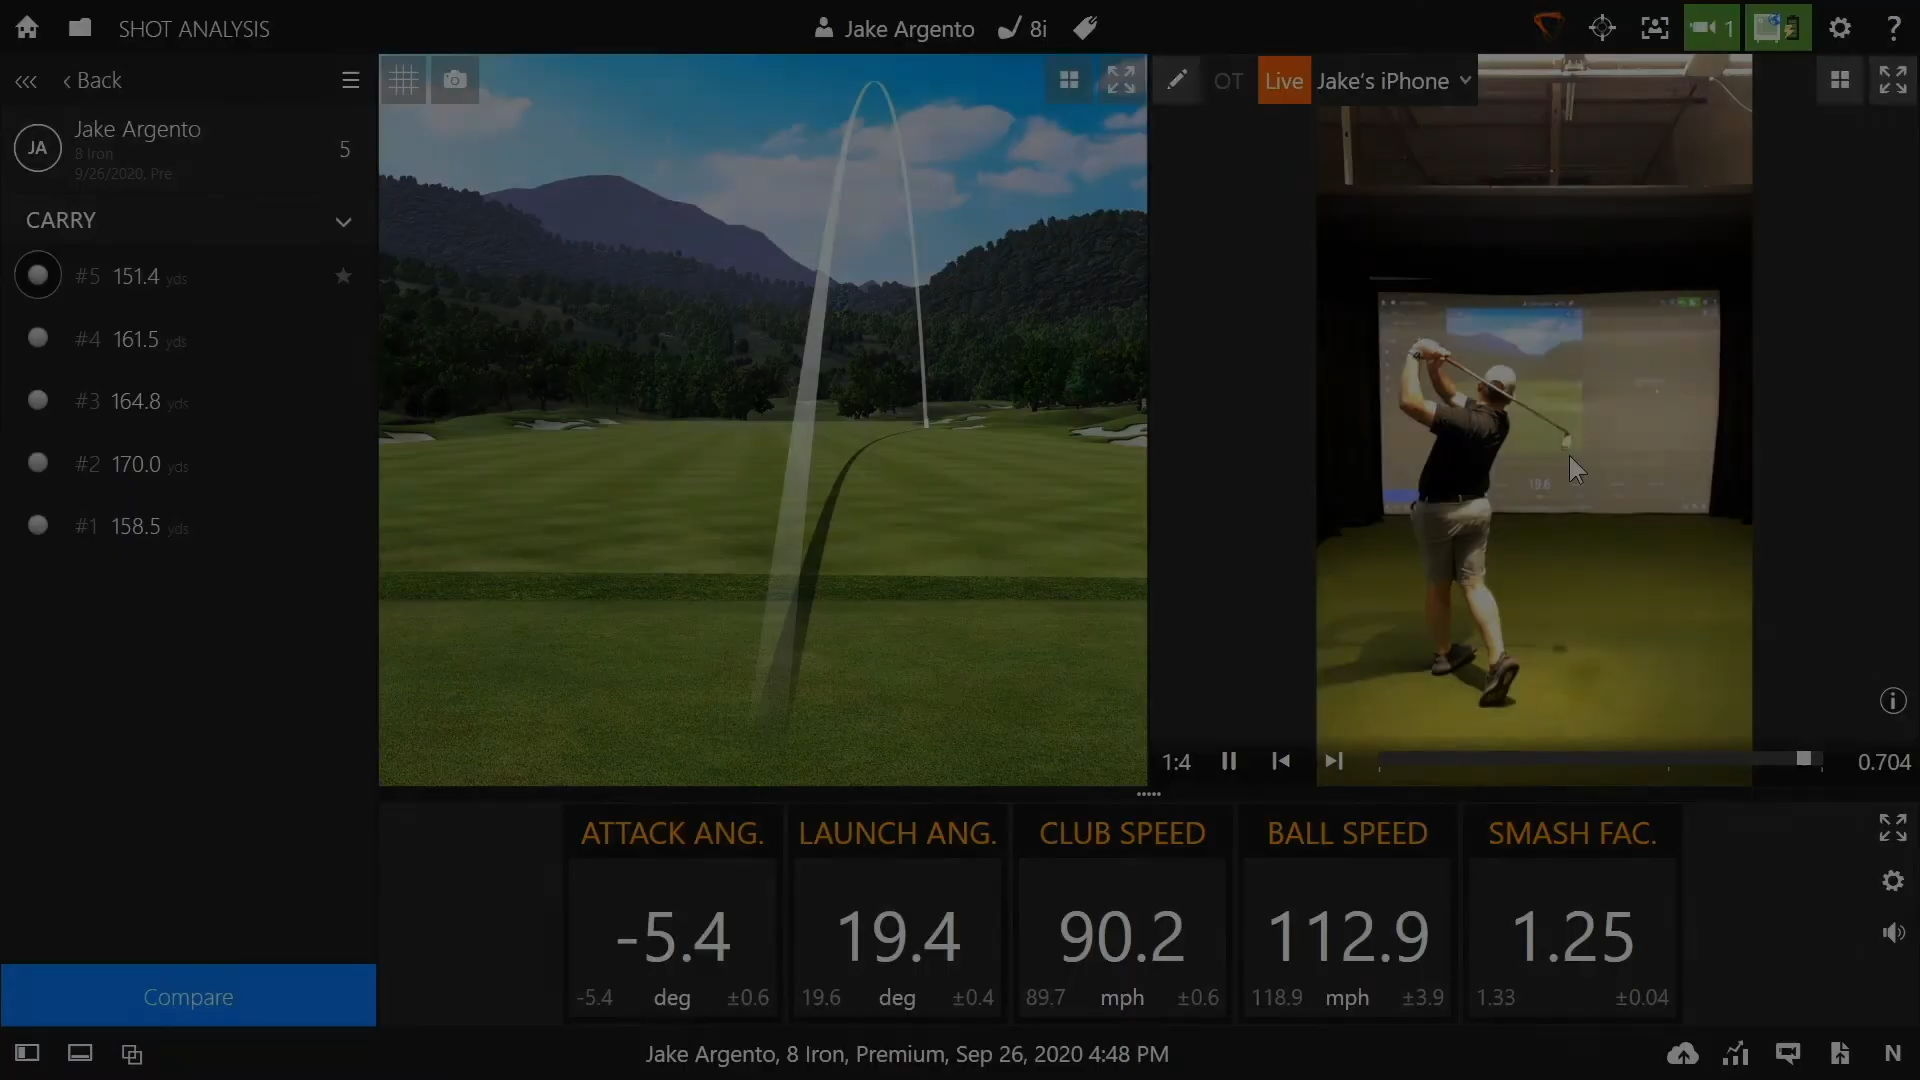 SHOT ANALYSIS
Jake Argento 8i
1
?
Back
Jake Argento
JA
8 Iron
9/26/2020, Pre
5
CARRY
#5 151.4 yds
#4 161.5 yds
#3 164.8 yds
#2 170.0 yds
#1 158.5 yds
Compare
OT Live Jake's iPhone
19.6
1:4
0.704
ATTACK ANG. LAUNCH ANG. CLUB SPEED BALL SPEED SMASH FAC.
-5.4 19.4 90.2 112.9 1.25
-5.4 deg ±0.6 19.6 deg ±0.4 89.7 mph ±0.6 118.9 mph ±3.9 1.33 ±0.04
Jake Argento, 8 Iron, Premium, Sep 26, 2020 4:48 PM
N